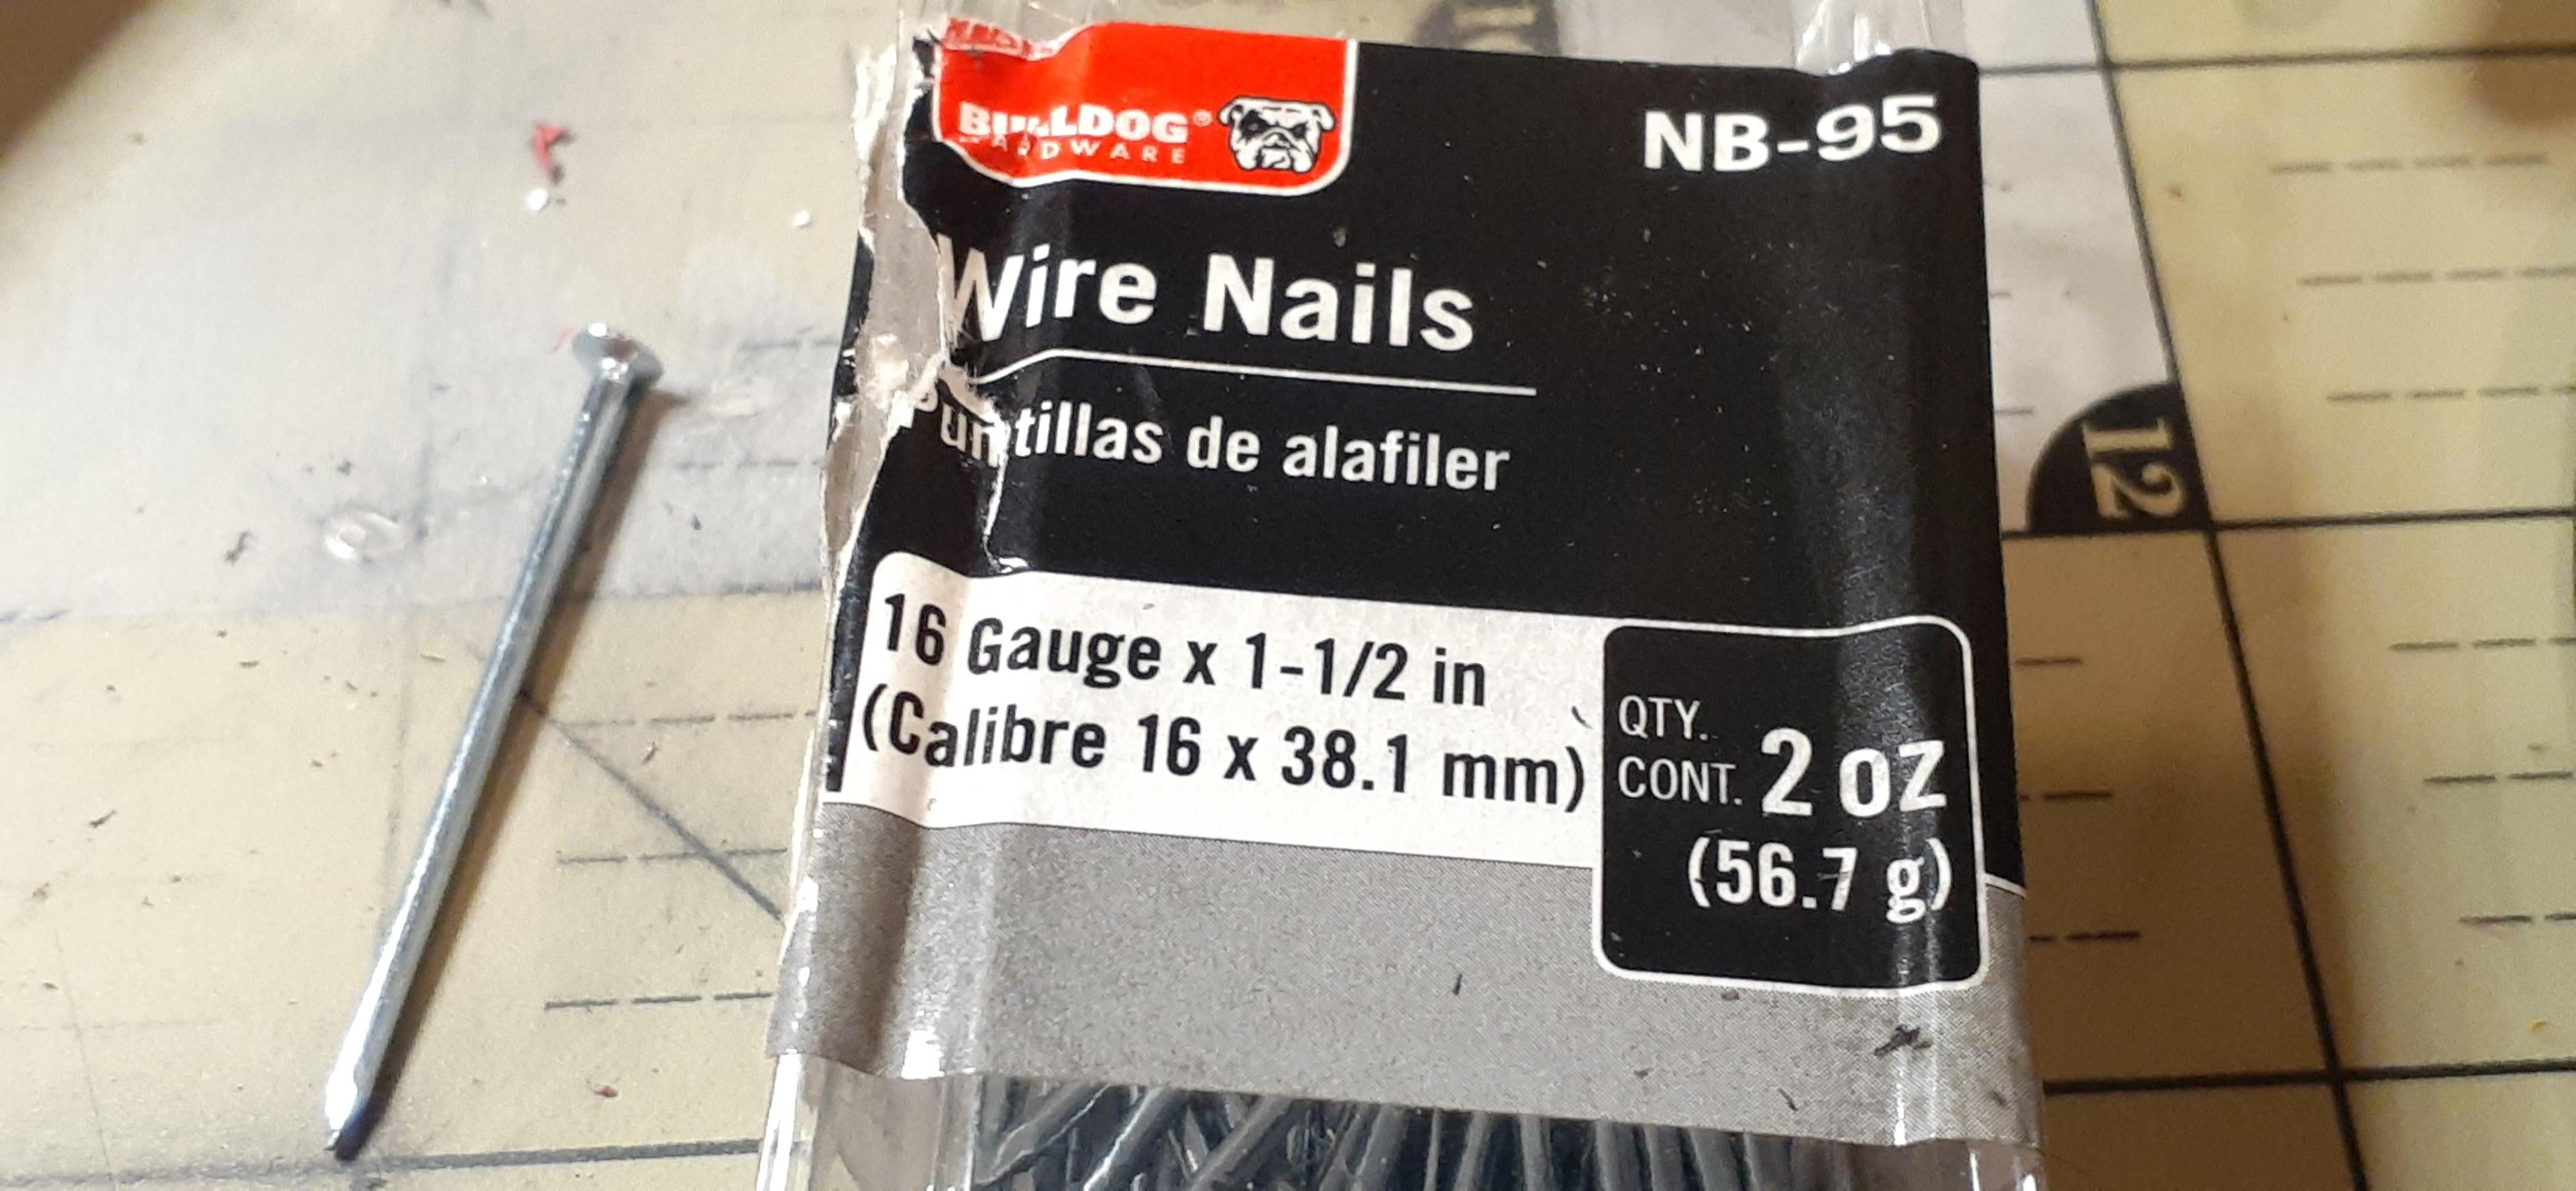 BULLDOG®
HARDWARE
NB-95
Wire Nails
Puntillas de alafiler
16 Gauge x 1-1/2 in
(Calibre 16 x 38.1 mm)
QTY.
CONT. 2 oz
(56.7 g)
12